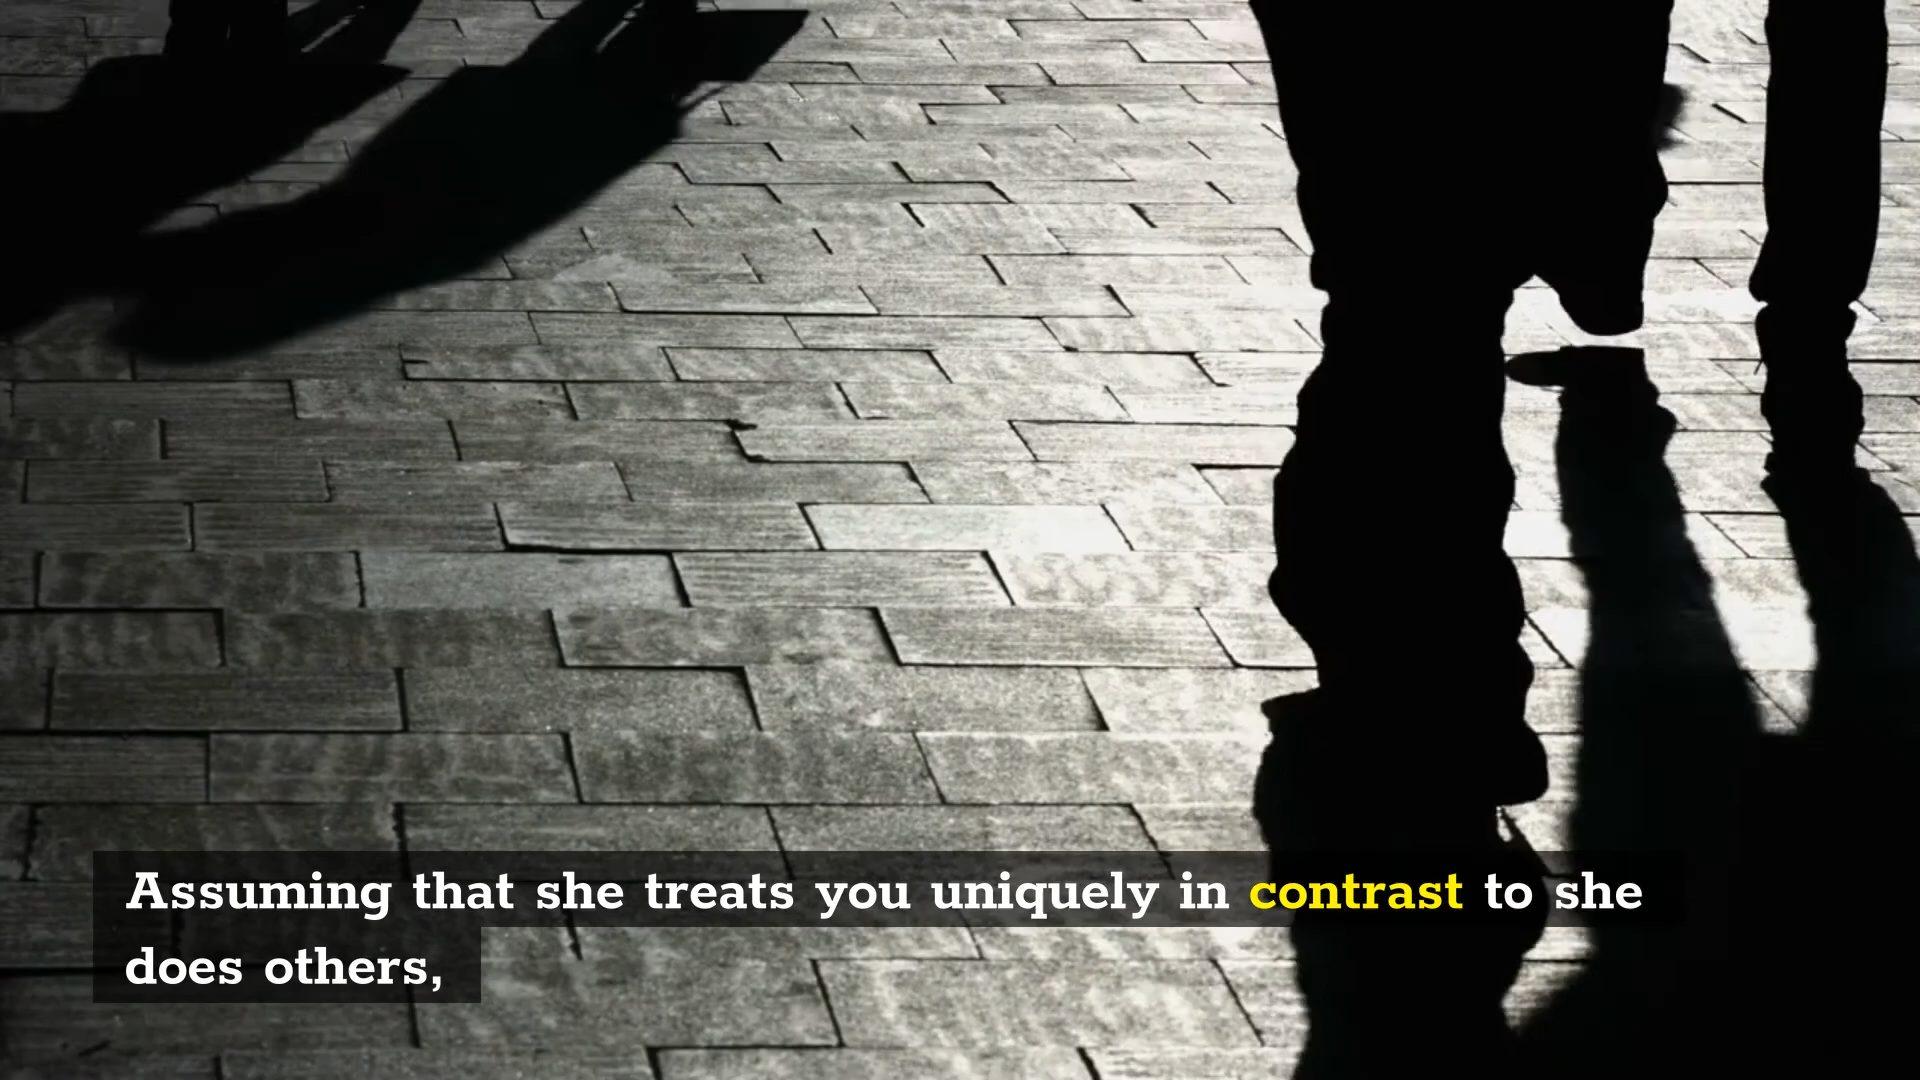 Assuming that she treats you uniquely in contrast to she
does others,